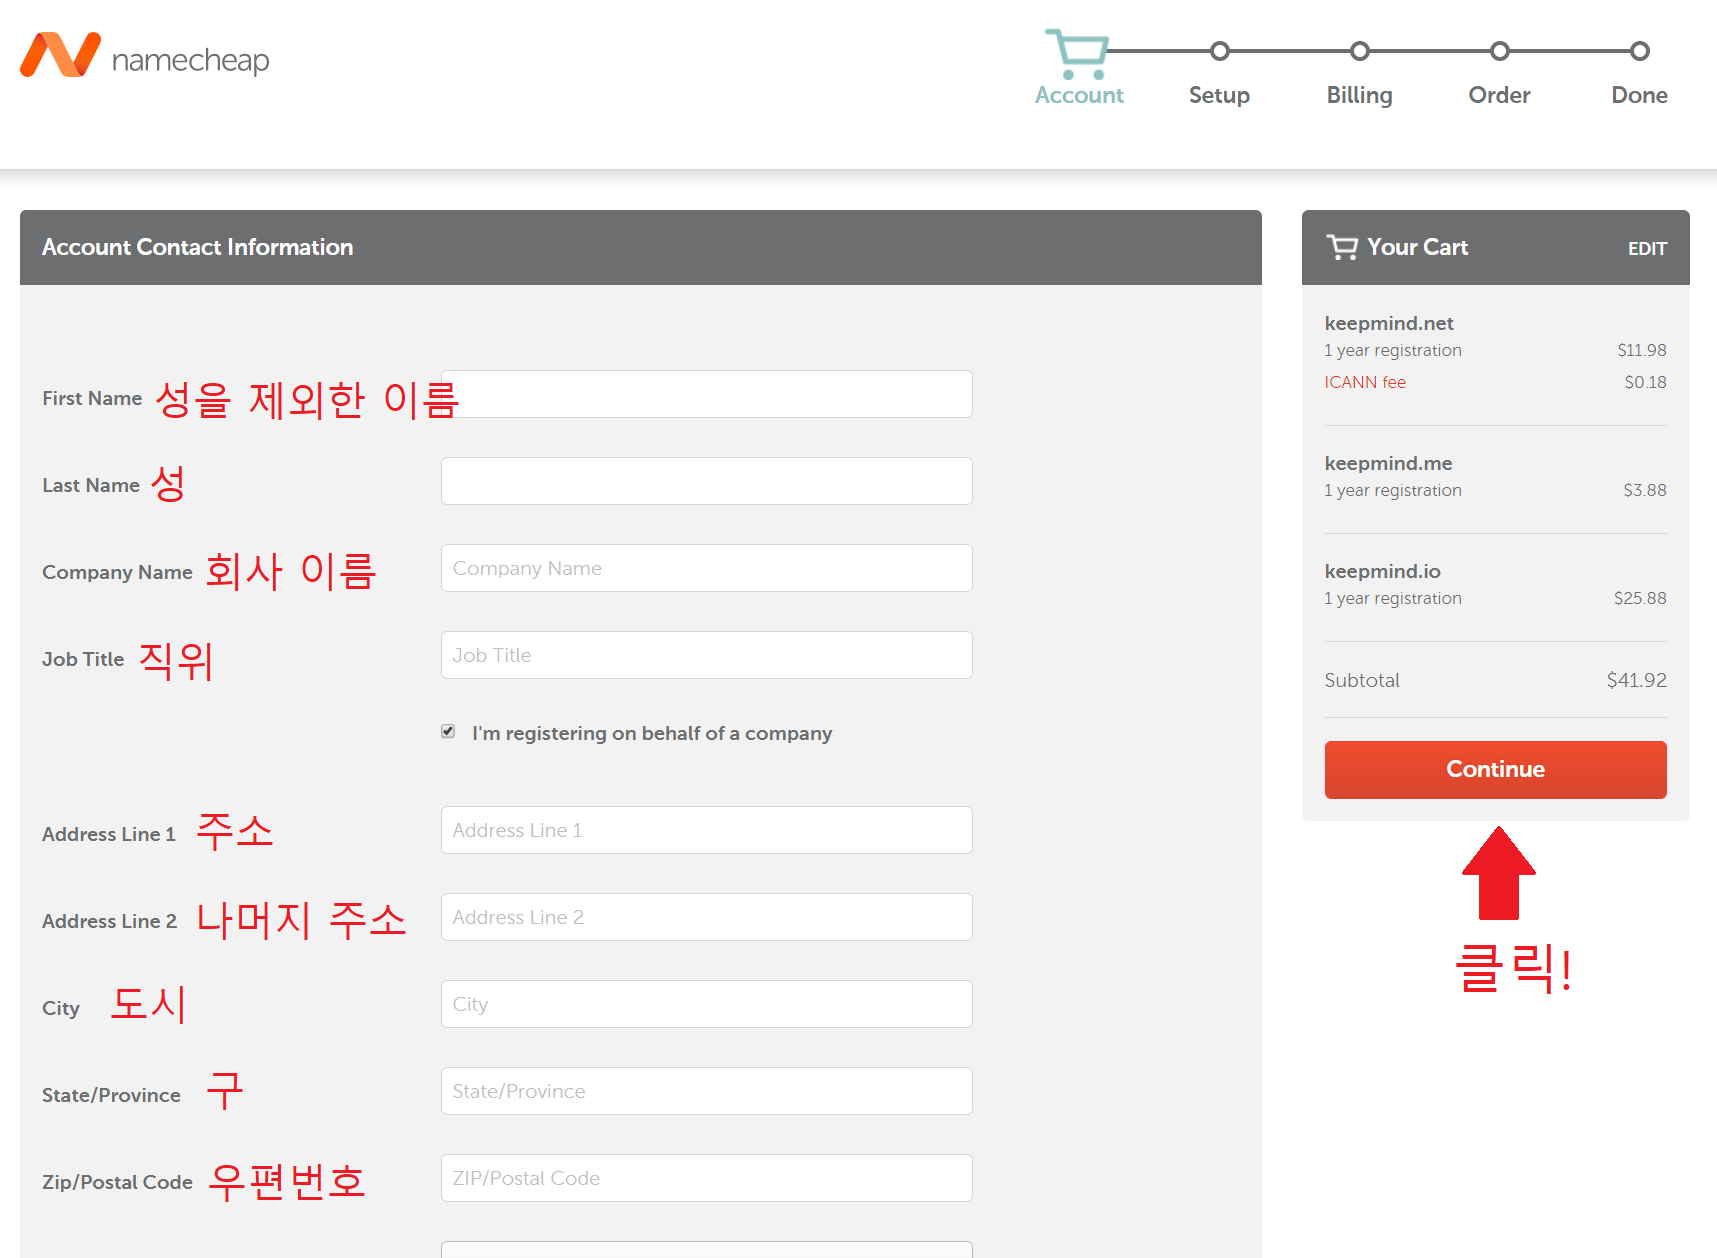 namecheap
Account Setup Billing Order Done
Account Contact Information
First Name 성을 제외한 이름
Last Name 성
Company Name 회사 이름 Company Name
Job Title 직위 Job Title
I'm registering on behalf of a company
Address Line 1 주소 Address Line 1
Address Line 2 나머지 주소 Address Line 2
City 도시 City
State/Province 구 State/Province
Zip/Postal Code 우편번호 ZIP/Postal Code
Your Cart EDIT
keepmind.net
1 year registration $11.98
ICANN fee $0.18
keepmind.me
1 year registration $3.88
keepmind.io
1 year registration $25.88
Subtotal $41.92
Continue
클릭!